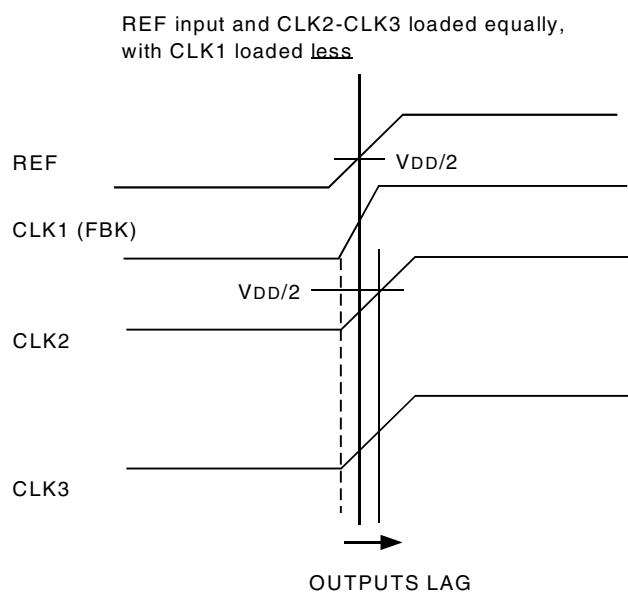 REF input and CLK2-CLK3 loaded equally,
with CLK1 loaded less
REF
VDD/2
CLK1 (FBK)
VDD/2
CLK2
CLK3
OUTPUTS LAG